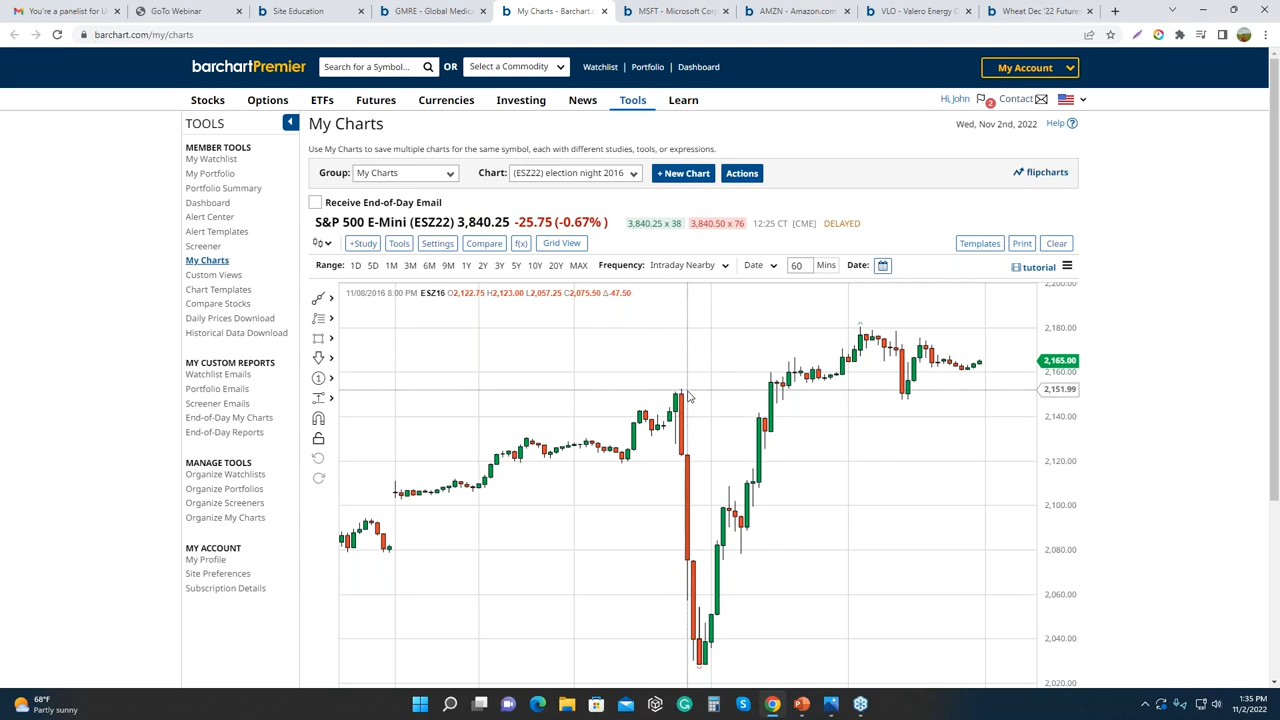 You're a panelist for U
GoTo Webinar
Site Education
GMRE - Global Medica
My Charts - Barchart.com
MSFT - Microsoft Corp
AMZN - Amazon.com
VLO - Valero Energy C
Wheat Dec '22 Futures
barchart.com/my/charts
barchartPremier
Search for a Symbol...
OR
Select a Commodity
Watchlist
Portfolio
Dashboard
My Account
Stocks
Options
ETFs
Futures
Currencies
Investing
News
Tools
Learn
Hi, John
2
Contact
TOOLS
My Charts
Wed, Nov 2nd, 2022
Help
MEMBER TOOLS
My Watchlist
My Portfolio
Portfolio Summary
Dashboard
Alert Center
Alert Templates
Screener
My Charts
Custom Views
Chart Templates
Compare Stocks
Daily Prices Download
Historical Data Download
MY CUSTOM REPORTS
Watchlist Emails
Portfolio Emails
Screener Emails
End-of-Day My Charts
End-of-Day Reports
MANAGE TOOLS
Organize Watchlists
Organize Portfolios
Organize Screeners
Organize My Charts
MY ACCOUNT
My Profile
Site Preferences
Subscription Details
Use My Charts to save multiple charts for the same symbol, each with different studies, tools, or expressions.
Group: My Charts
Chart: (ESZ22) election night 2016
+ New Chart
Actions
flipcharts
Receive End-of-Day Email
S&P 500 E-Mini (ESZ22) 3,840.25 -25.75 (-0.67%) 3,840.25 x 38 3,840.50 x 76 12:25 CT [CME] DELAYED
+Study
Tools
Settings
Compare
f(x)
Grid View
Templates
Print
Clear
Range: 1D 5D 1M 3M 6M 9M 1Y 2Y 3Y 5Y 10Y 20Y MAX
Frequency: Intraday Nearby
Date
60 Mins
Date:
tutorial
11/08/2016 8:00 PM ESZ16 O2,122.75 H2,123.00 L2,057.25 C2,075.50 Δ-47.50
2,200.00
2,180.00
2,165.00
2,160.00
2,151.99
2,140.00
2,120.00
2,100.00
2,080.00
2,060.00
2,040.00
2,020.00
68°F
Partly sunny
1:35 PM
11/2/2022